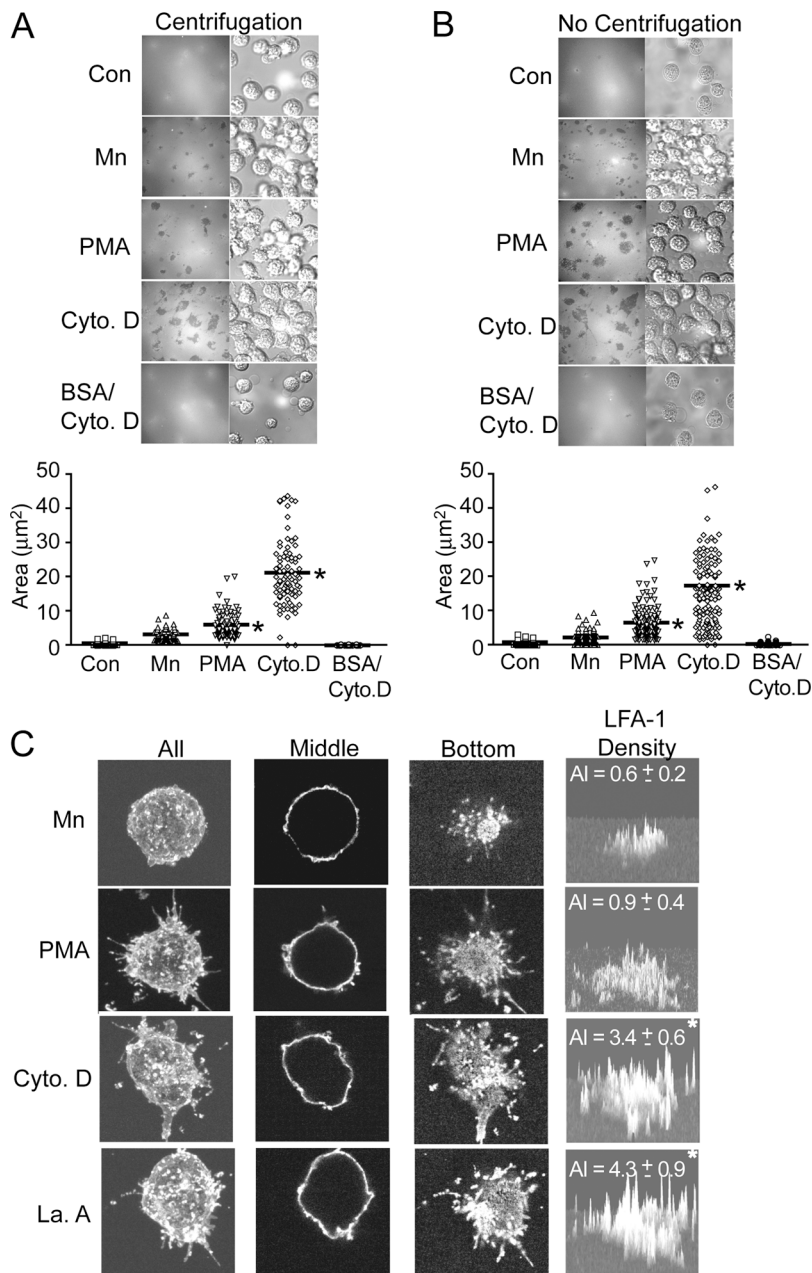 A
Centrifugation
Con
Mn
PMA
Cyto. D
BSA/
Cyto. D
Area (µm²)
50
40
30
20
10
0
*
*
Con Mn PMA Cyto.D BSA/
Cyto.D
B
No Centrifugation
Con
Mn
PMA
Cyto. D
BSA/
Cyto. D
Area (µm²)
50
40
30
20
10
0
*
*
Con Mn PMA Cyto.D BSA/
Cyto.D
C
All Middle Bottom LFA-1
Density
Mn
AI = 0.6 ± 0.2
PMA
AI = 0.9 ± 0.4
Cyto. D
AI = 3.4 ± 0.6 *
La. A
AI = 4.3 ± 0.9 *